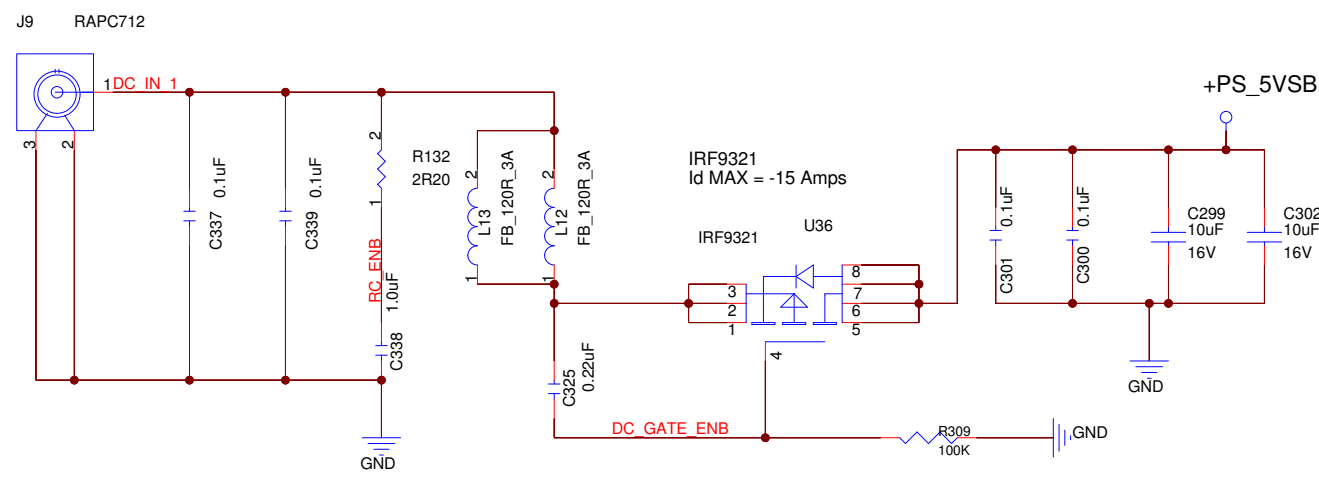 J9 RAPC712
1 DC_IN_1
3
2
0.1uF
C337
0.1uF
C339
2
R132
2R20
1
RC_ENB
1.0uF
C338
GND
2
L13
FB_120R_3A
1
2
L12
FB_120R_3A
1
C325
0.22uF
DC_GATE_ENB
IRF9321
Id MAX = -15 Amps
IRF9321
U36
3
2
1
8
7
6
5
4
R309
100K
GND
+PS_5VSB
0.1uF
C301
0.1uF
C300
C299
10uF
16V
C302
10uF
16V
GND